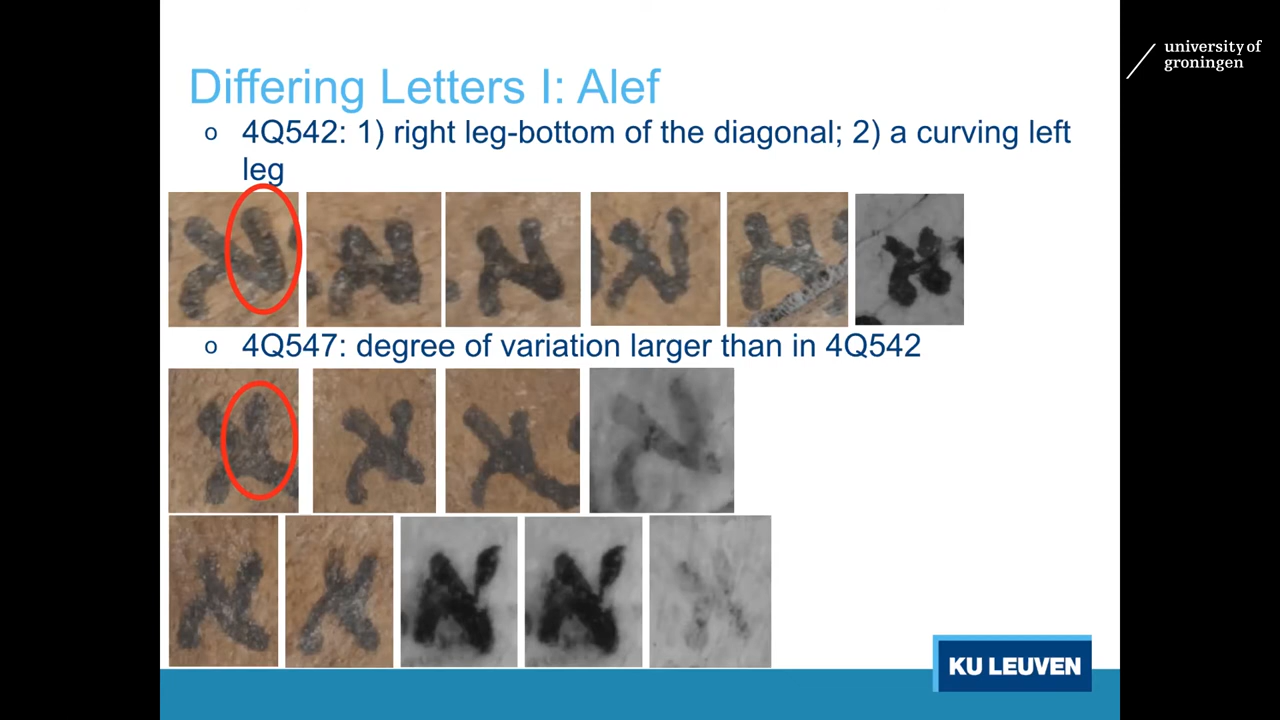 university of
groningen
Differing Letters I: Alef
o 4Q542: 1) right leg-bottom of the diagonal; 2) a curving left
leg
א א א א א א
o 4Q547: degree of variation larger than in 4Q542
א א א א
א א א א א
KU LEUVEN